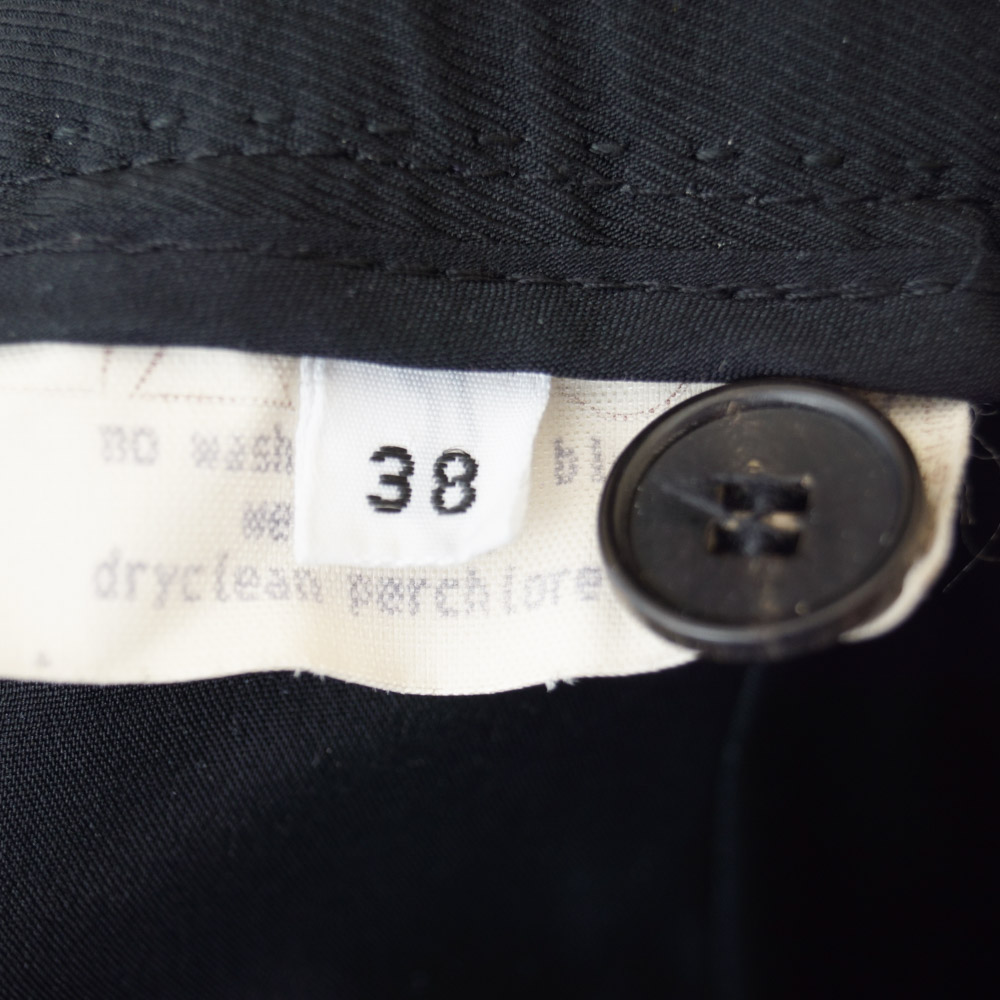 no wash
38
dryclean perchlore